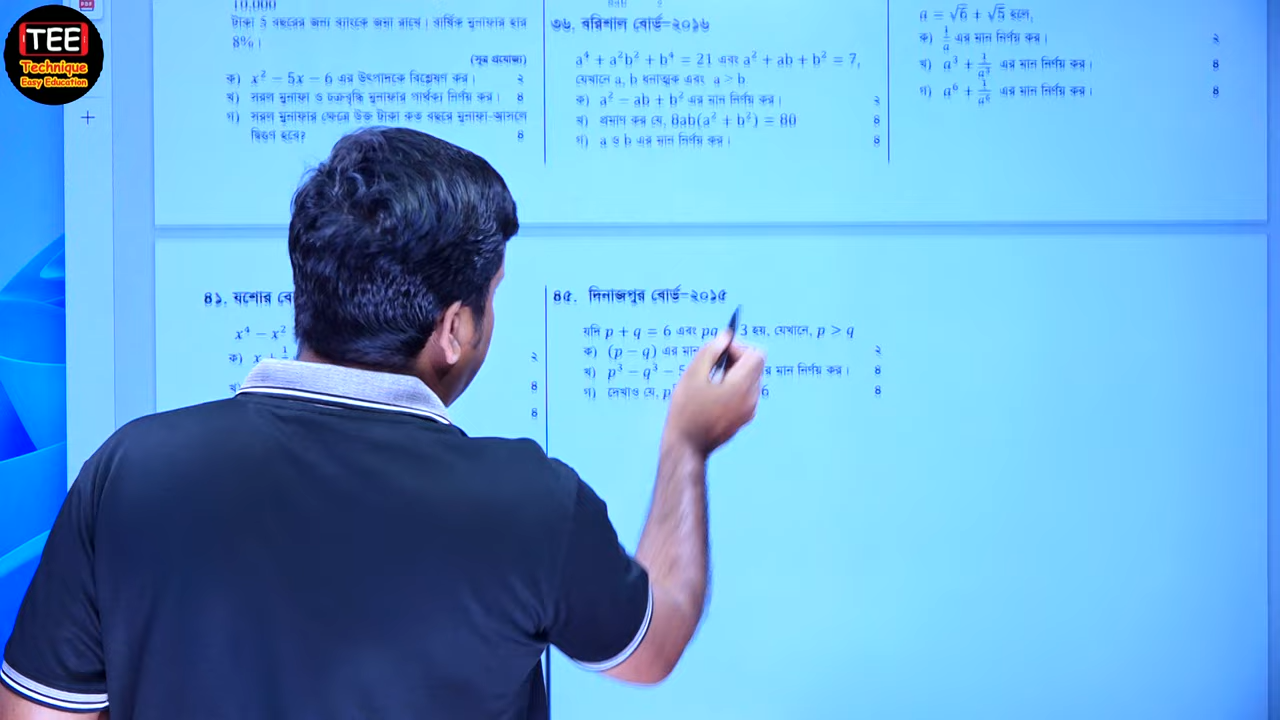 TEE
Technique
Easy Education
PDF
10,000
টাকা 5 বছরের জন্য ব্যাংকে জমা রাখে। বার্ষিক মুনাফার হার
8%।
(সূত্র প্রযোজ্য)
ক) x² − 5x − 6 এর উৎপাদকে বিশ্লেষণ কর। ২
খ) সরল মুনাফা ও চক্রবৃদ্ধি মুনাফার পার্থক্য নির্ণয় কর। ৪
গ) সরল মুনাফার ক্ষেত্রে উক্ত টাকা কত বছরে মুনাফা-আসলে
দ্বিগুণ হবে? ৪
৩৬. বরিশাল বোর্ড-২০১৬
a⁴ + a²b² + b⁴ = 21 এবং a² + ab + b² = 7,
যেখানে a, b ধনাত্মক এবং a > b
ক) a² − ab + b² এর মান নির্ণয় কর। ২
খ) প্রমাণ কর যে, 8ab(a² + b²) = 80 ৪
গ) a ও b এর মান নির্ণয় কর। ৪
a = √6 + √5 হলে,
ক) 1/a এর মান নির্ণয় কর। ২
খ) a³ + 1/a³ এর মান নির্ণয় কর। ৪
গ) a⁶ + 1/a⁶ এর মান নির্ণয় কর। ৪
৪১. যশোর বো
x⁴ − x²
ক) x + ২
খ) ৪
৪
৪৫. দিনাজপুর বোর্ড-২০১৫
যদি p + q = 6 এবং pq 3 হয়, যেখানে, p > q
ক) (p − q) এর মান ২
খ) p³ − q³ − 5 র মান নির্ণয় কর। ৪
গ) দেখাও যে, p 6 ৪